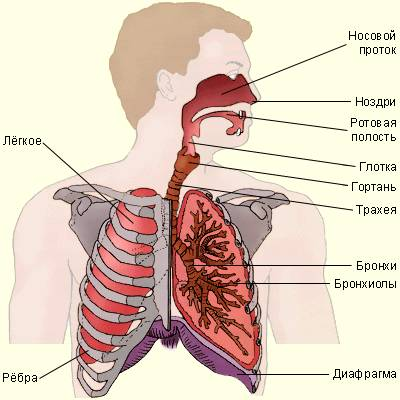 Носовой
проток
Ноздри
Ротовая
полость
Лёгкое
Глотка
Гортань
Трахея
Бронхи
Бронхиолы
Рёбра
Диафрагма